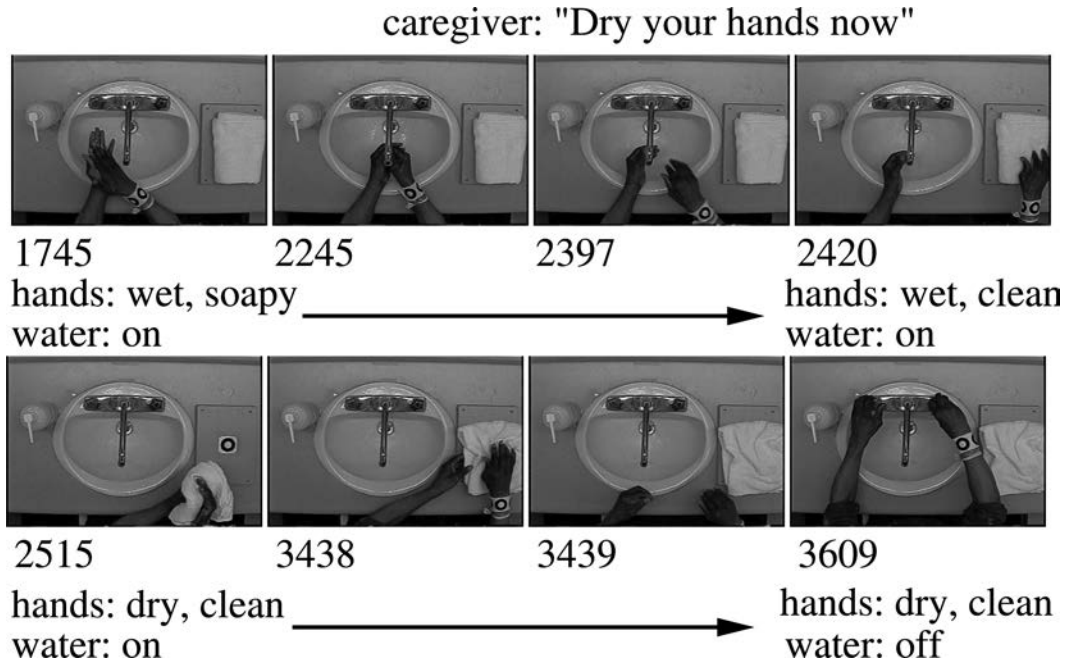 caregiver: "Dry your hands now"
1745 2245 2397 2420
hands: wet, soapy hands: wet, clean
water: on water: on
2515 3438 3439 3609
hands: dry, clean hands: dry, clean
water: on water: off